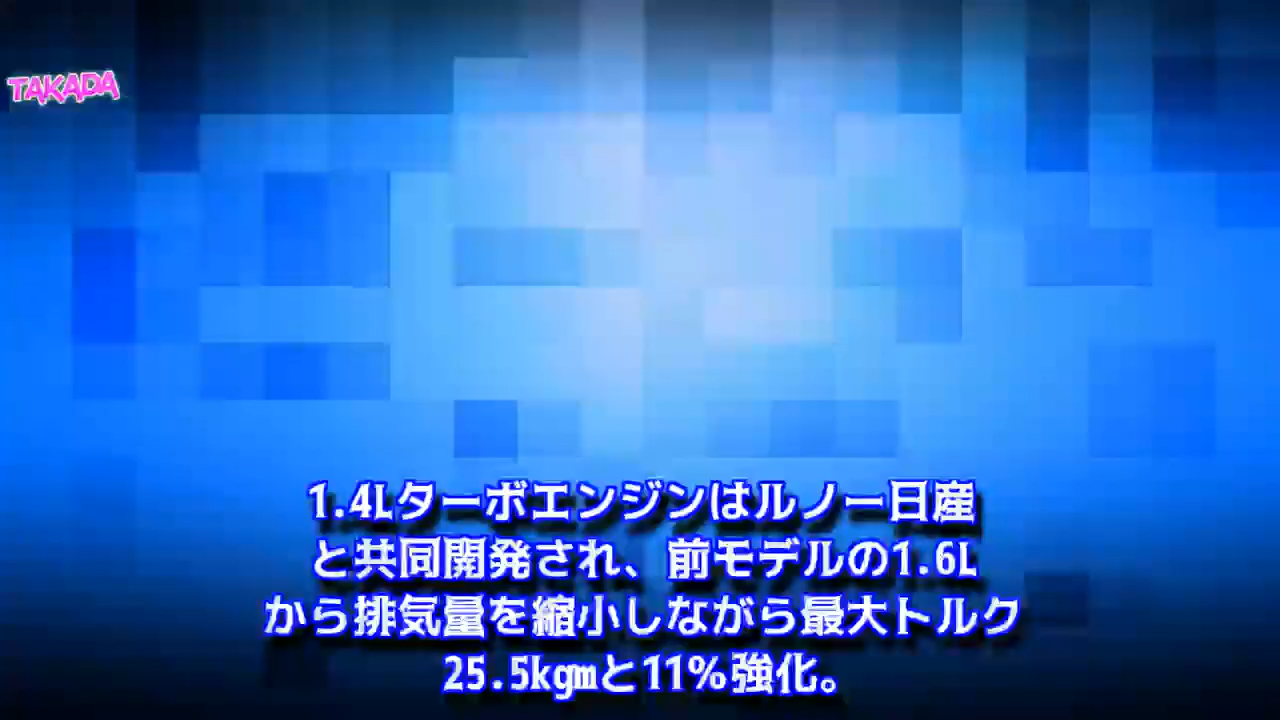 TAKADA
1.4Lターボエンジンはルノー日産
と共同開発され、前モデルの1.6L
から排気量を縮小しながら最大トルク
25.5kgmと11%強化。